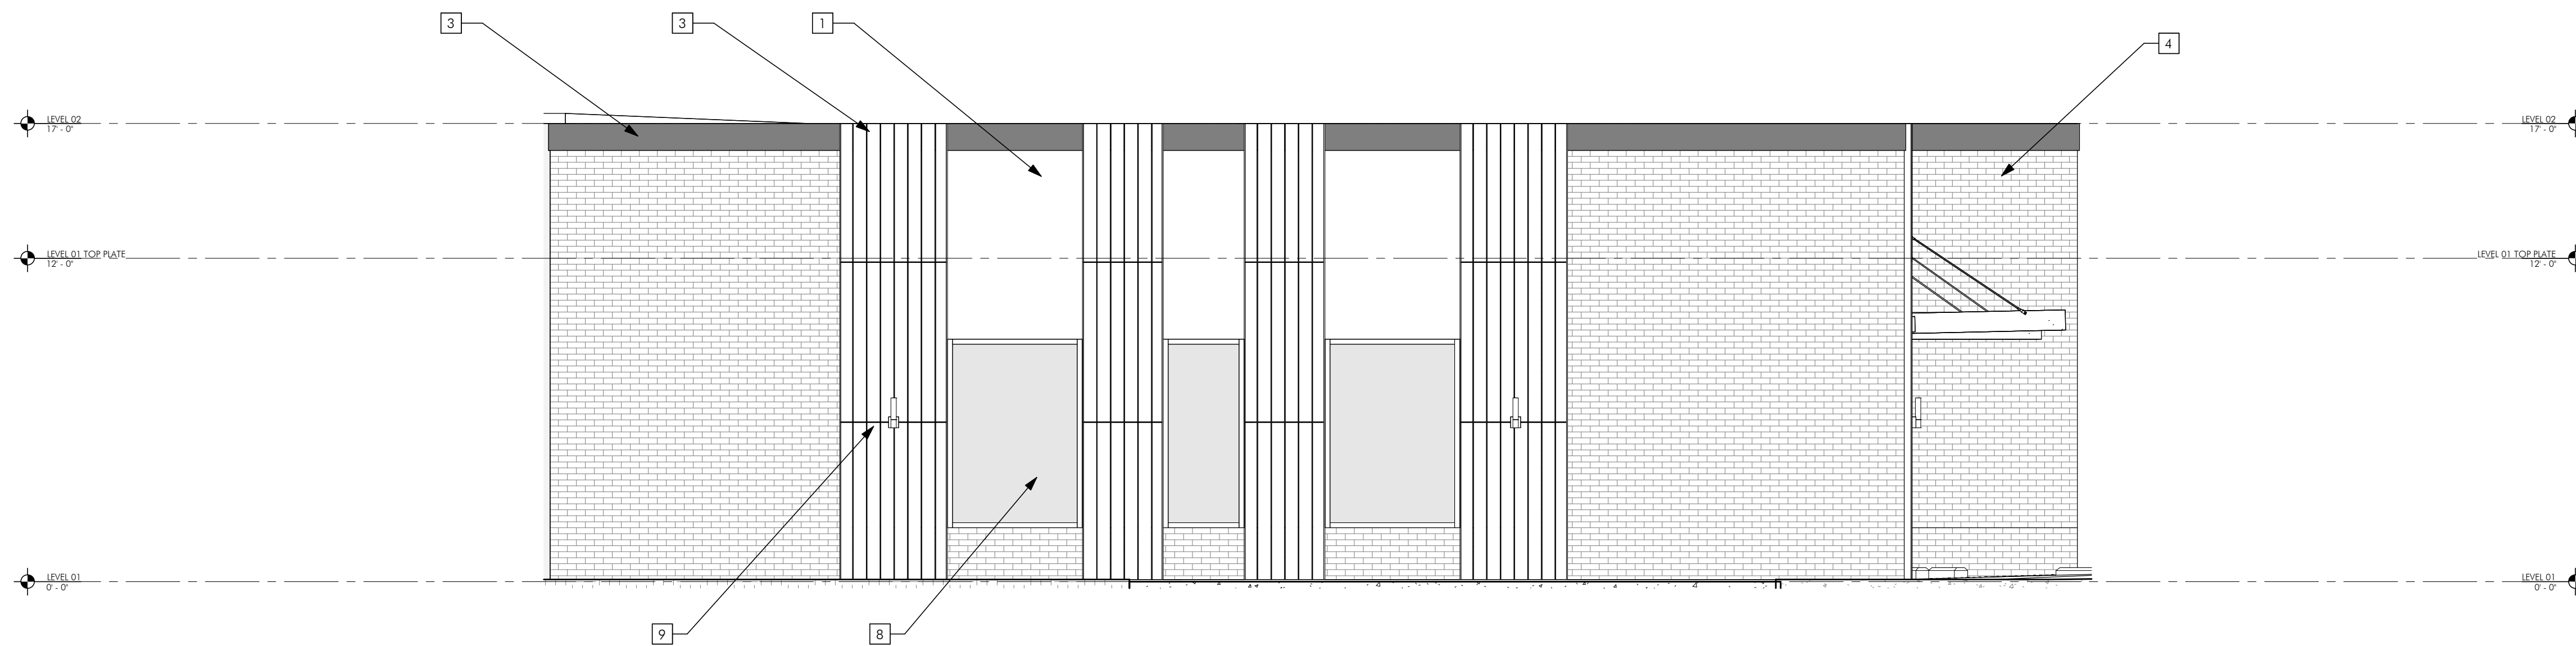 3
3
1
4
LEVEL 02
17' - 0"
LEVEL 02
17' - 0"
LEVEL 01 TOP PLATE
12' - 0"
LEVEL 01 TOP PLATE
12' - 0"
LEVEL 01
0' - 0"
LEVEL 01
0' - 0"
9
8